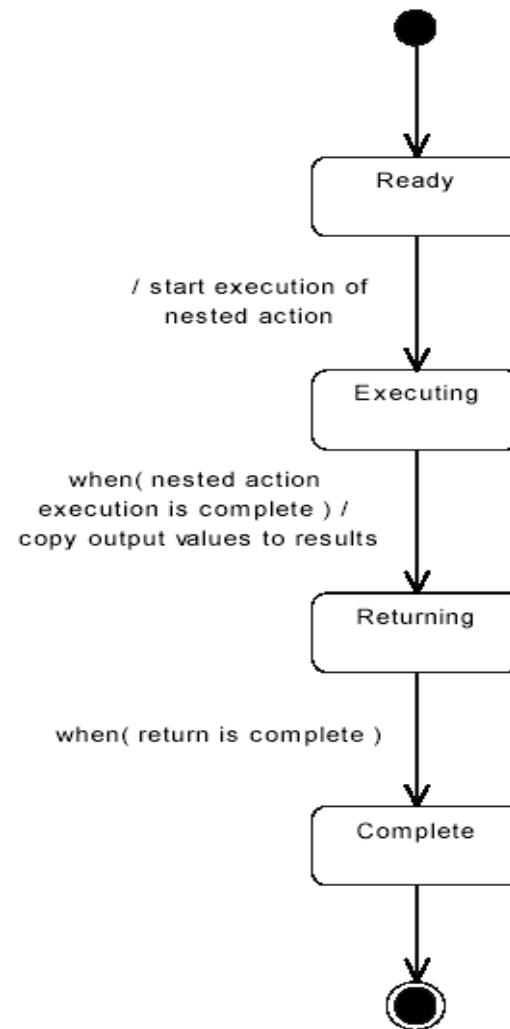 Ready
/ start execution of
nested action
Executing
when( nested action
execution is complete ) /
copy output values to results
Returning
when( return is complete )
Complete